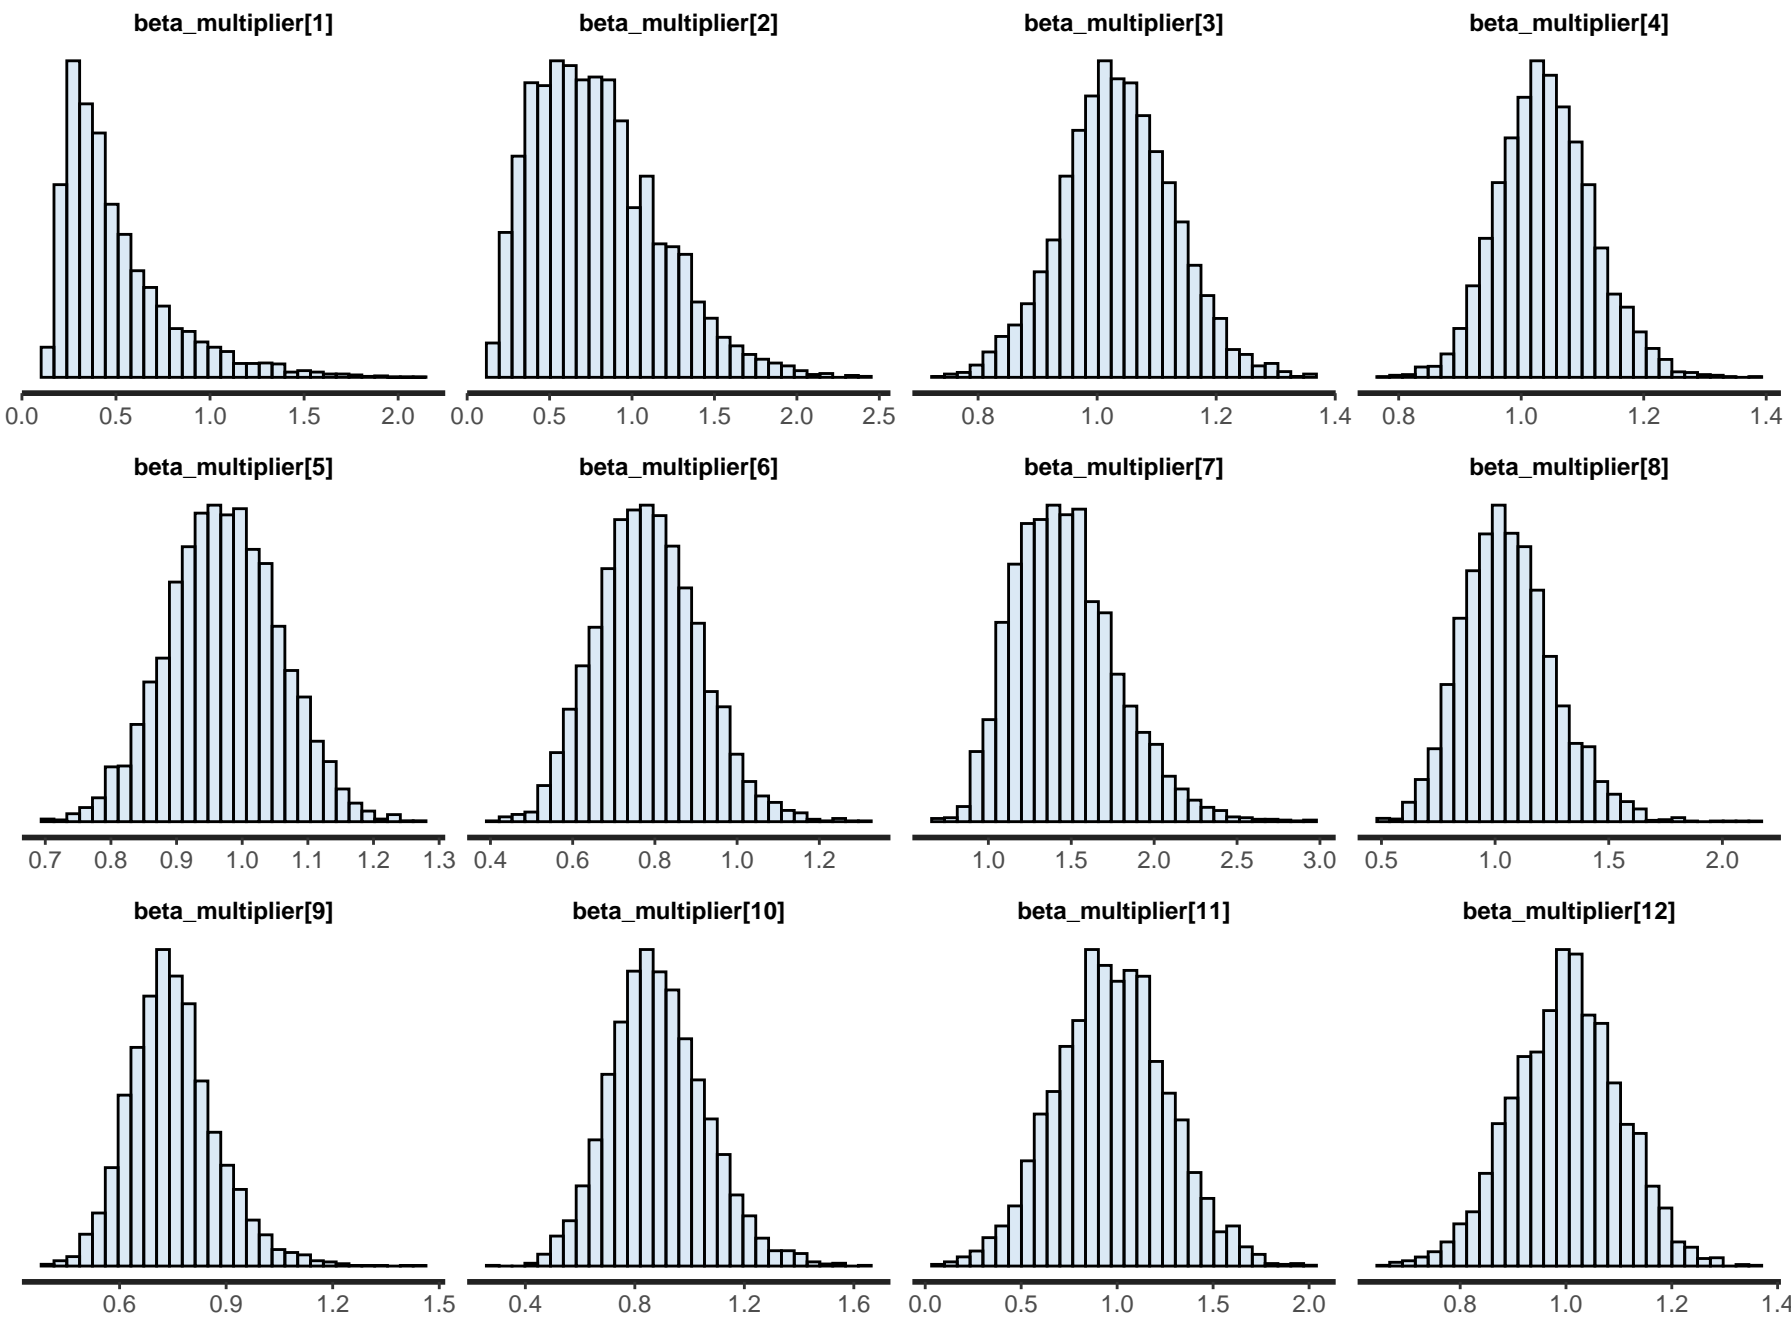 beta_multiplier[1] beta_multiplier[2] beta_multiplier[3] beta_multiplier[4]
0.0 0.5 1.0 1.5 2.0 0.0 0.5 1.0 1.5 2.0 2.5 0.8 1.0 1.2 1.4 0.8 1.0 1.2 1.4
beta_multiplier[5] beta_multiplier[6] beta_multiplier[7] beta_multiplier[8]
0.7 0.8 0.9 1.0 1.1 1.2 1.3 0.4 0.6 0.8 1.0 1.2 1.0 1.5 2.0 2.5 3.0 0.5 1.0 1.5 2.0
beta_multiplier[9] beta_multiplier[10] beta_multiplier[11] beta_multiplier[12]
0.6 0.9 1.2 1.5 0.4 0.8 1.2 1.6 0.0 0.5 1.0 1.5 2.0 0.8 1.0 1.2 1.4